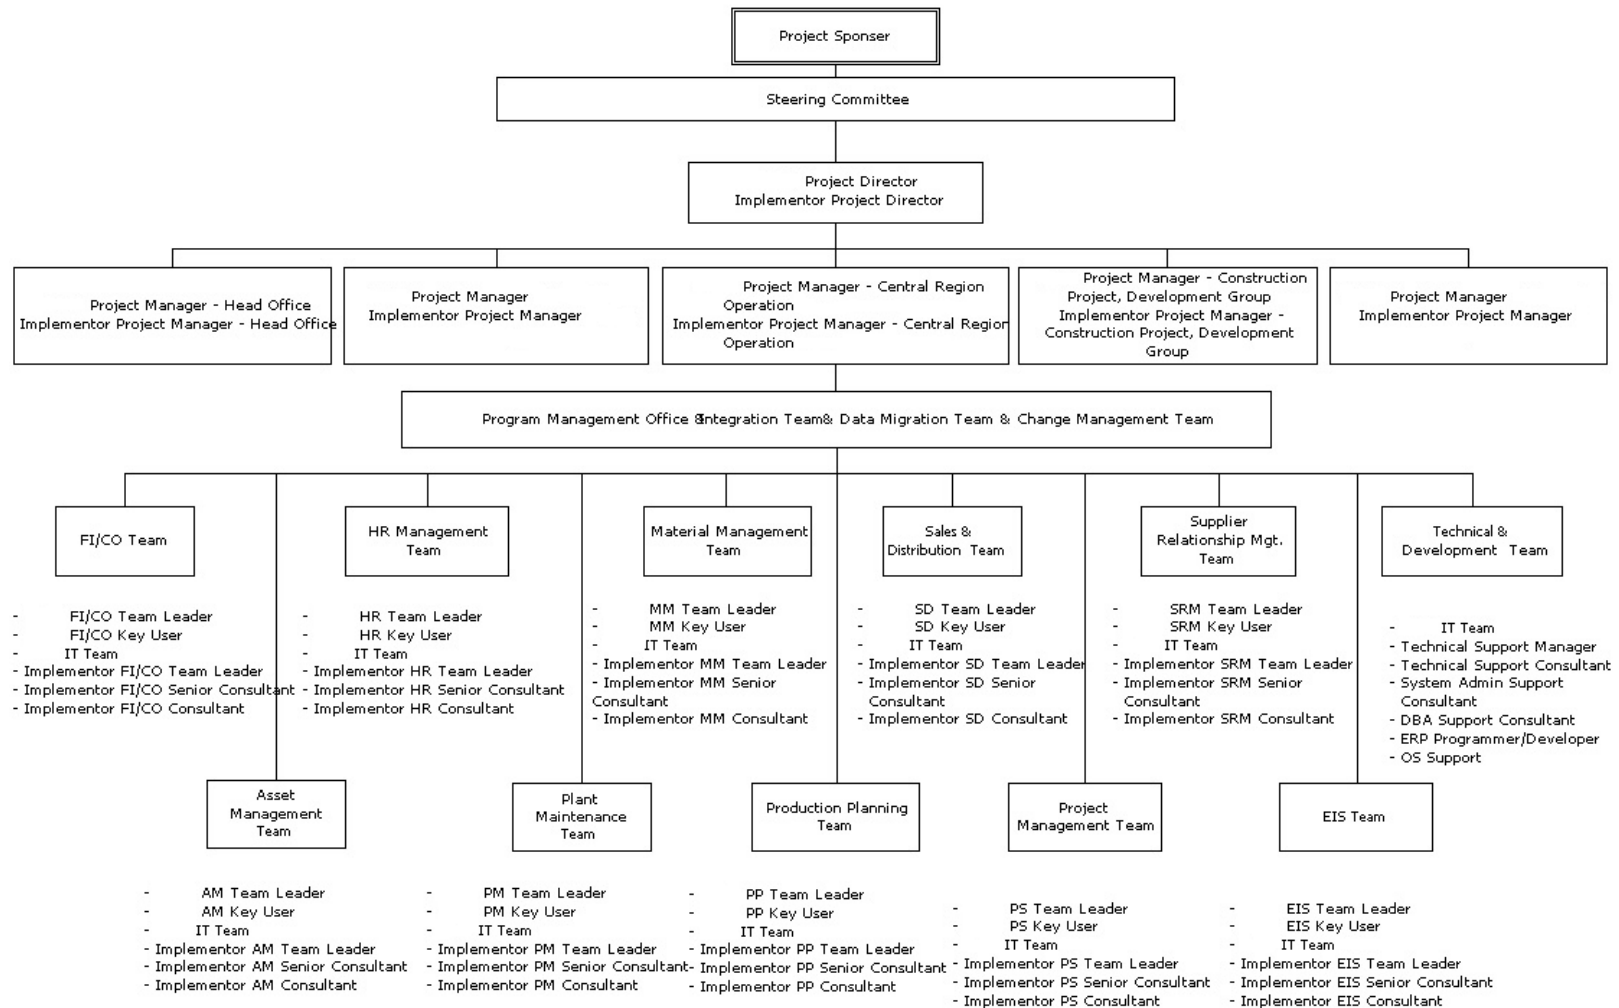 Project Sponser
Steering Committee
Project Director
Implementor Project Director
Project Manager - Head Office
Implementor Project Manager - Head Office
Project Manager
Implementor Project Manager
Project Manager - Central Region
Operation
Implementor Project Manager - Central Region
Operation
Project Manager - Construction
Project, Development Group
Implementor Project Manager -
Construction Project, Development
Group
Project Manager
Implementor Project Manager
Program Management Office &Integration Team& Data Migration Team & Change Management Team
FI/CO Team
HR Management
Team
Material Management
Team
Sales &
Distribution Team
Supplier
Relationship Mgt.
Team
Technical &
Development Team
- FI/CO Team Leader
- FI/CO Key User
- IT Team
- Implementor FI/CO Team Leader
- Implementor FI/CO Senior Consultant
- Implementor FI/CO Consultant
- HR Team Leader
- HR Key User
- IT Team
- Implementor HR Team Leader
- Implementor HR Senior Consultant
- Implementor HR Consultant
- MM Team Leader
- MM Key User
- IT Team
- Implementor MM Team Leader
- Implementor MM Senior
Consultant
- Implementor MM Consultant
- SD Team Leader
- SD Key User
- IT Team
- Implementor SD Team Leader
- Implementor SD Senior
Consultant
- Implementor SD Consultant
- SRM Team Leader
- SRM Key User
- IT Team
- Implementor SRM Team Leader
- Implementor SRM Senior
Consultant
- Implementor SRM Consultant
- IT Team
- Technical Support Manager
- Technical Support Consultant
- System Admin Support
Consultant
- DBA Support Consultant
- ERP Programmer/Developer
- OS Support
Asset
Management
Team
Plant
Maintenance
Team
Production Planning
Team
Project
Management Team
EIS Team
- AM Team Leader
- AM Key User
- IT Team
- Implementor AM Team Leader
- Implementor AM Senior Consultant
- Implementor AM Consultant
- PM Team Leader
- PM Key User
- IT Team
- Implementor PM Team Leader
- Implementor PM Senior Consultant
- Implementor PM Consultant
- PP Team Leader
- PP Key User
- IT Team
- Implementor PP Team Leader
- Implementor PP Senior Consultant
- Implementor PP Consultant
- PS Team Leader
- PS Key User
- IT Team
- Implementor PS Team Leader
- Implementor PS Senior Consultant
- Implementor PS Consultant
- EIS Team Leader
- EIS Key User
- IT Team
- Implementor EIS Team Leader
- Implementor EIS Senior Consultant
- Implementor EIS Consultant